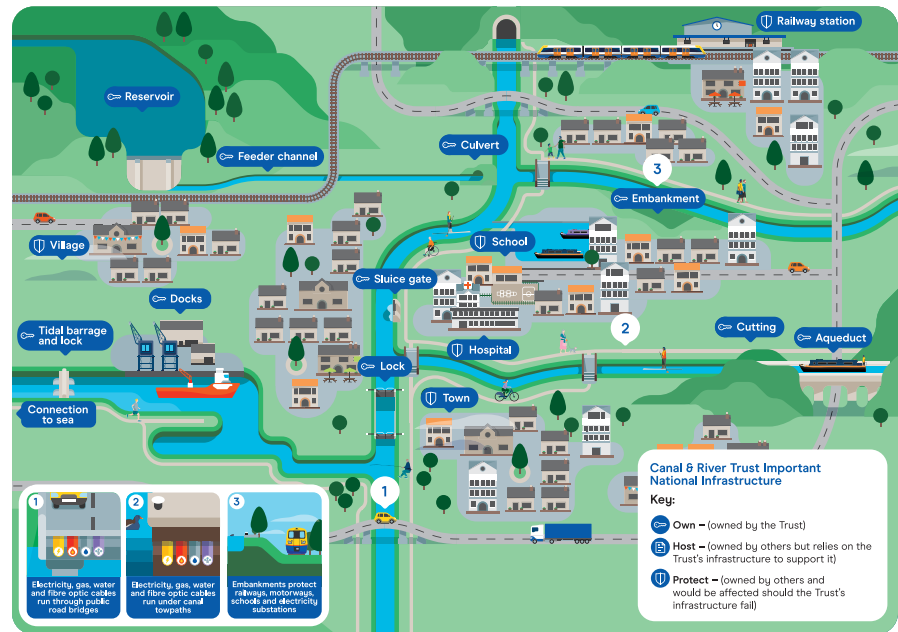 Railway station
Reservoir
Culvert
Feeder channel
3
Embankment
School
Village
Sluice gate
Docks
2
Cutting
Tidal barrage
and lock
Aqueduct
Hospital
Lock
Town
Connection
to sea
1
Canal & River Trust Important
National Infrastructure
Key:
Own – (owned by the Trust)
Host – (owned by others but relies on the
Trust's infrastructure to support it)
Protect – (owned by others and
would be affected should the Trust's
infrastructure fail)
1
Electricity, gas, water
and fibre optic cables
run through public
road bridges
2
Electricity, gas, water
and fibre optic cables
run under canal
towpaths
3
Embankments protect
railways, motorways,
schools and electricity
substations